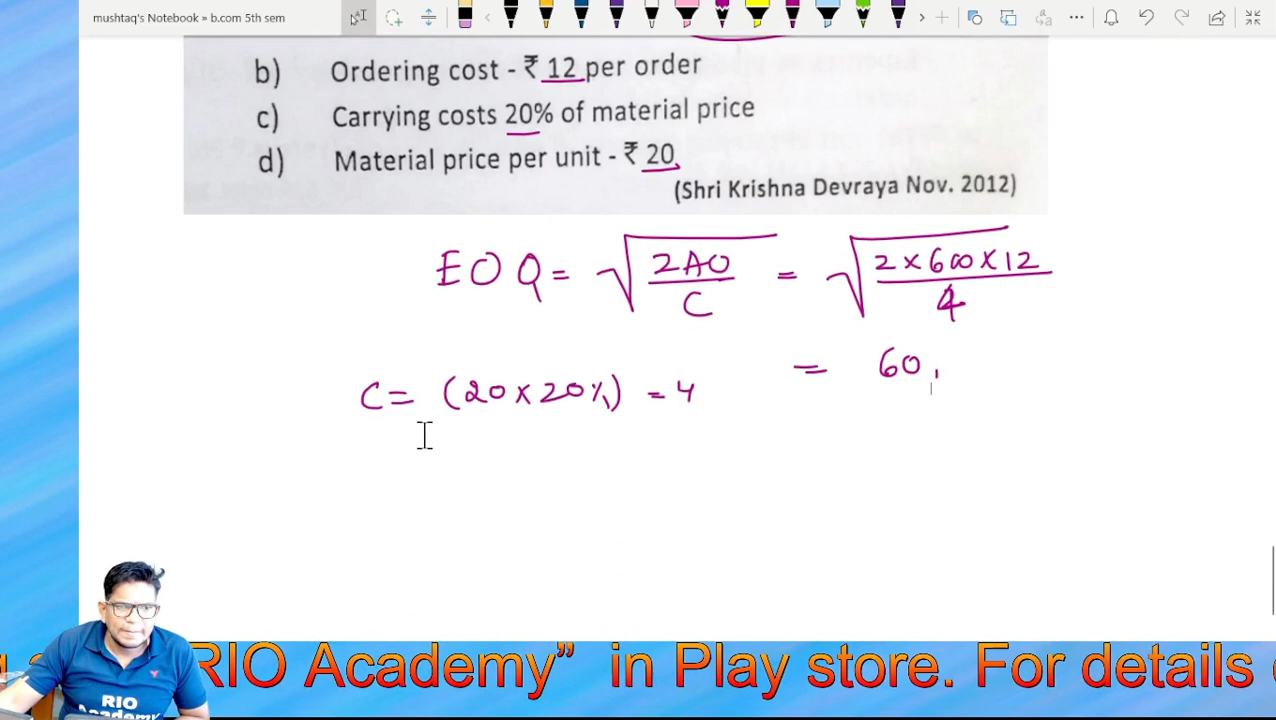 mushtaq's Notebook » b.com 5th sem
b) Ordering cost - ₹ 12 per order
c) Carrying costs 20% of material price
d) Material price per unit - ₹ 20
(Shri Krishna Devraya Nov. 2012)
EOQ = √2AO/C = √2×600×12/4
= 60,
C = (20×20%) = 4
RIO
Academy
RIO Academy” in Play store. For details